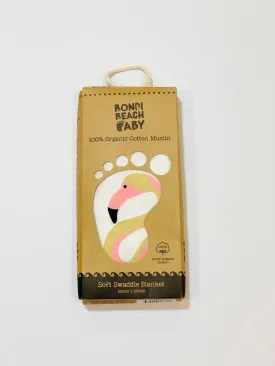 BONDI
BEACH
BABY
100% Organic Cotton Muslin
Soft Swaddle Blanket